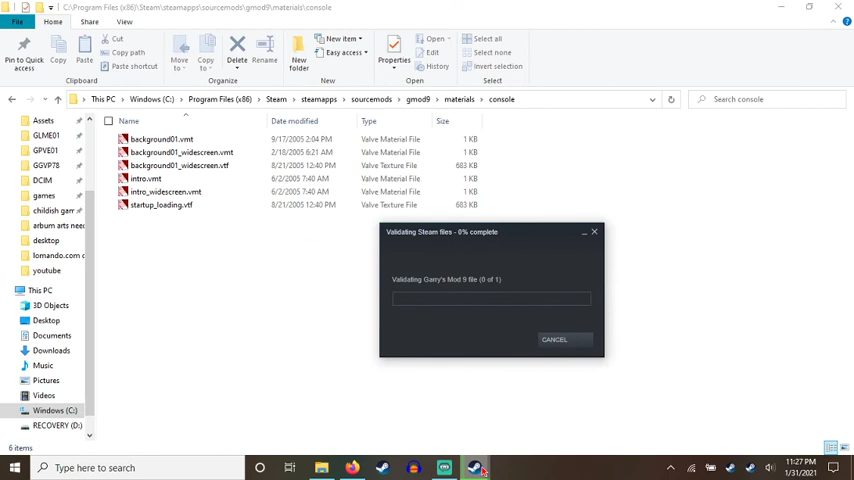 C:\Program Files (x86)\Steam\steamapps\sourcemods\gmod9\materials\console
File Home Share View
Pin to Quick access
Copy
Paste
Cut
Copy path
Paste shortcut
Clipboard
Move to
Copy to
Delete
Rename
Organize
New folder
New item
Easy access
New
Properties
Open
Edit
History
Open
Select all
Select none
Invert selection
Select
This PC Windows (C:) Program Files (x86) Steam steamapps sourcemods gmod9 materials console
Search console
Name Date modified Type Size
background01.vmt 9/17/2005 2:04 PM Valve Material File 1 KB
background01_widescreen.vmt 2/18/2005 6:21 AM Valve Material File 1 KB
background01_widescreen.vtf 8/21/2005 12:40 PM Valve Texture File 683 KB
intro.vmt 6/2/2005 7:40 AM Valve Material File 1 KB
intro_widescreen.vmt 6/2/2005 7:40 AM Valve Material File 1 KB
startup_loading.vtf 8/21/2005 12:40 PM Valve Texture File 683 KB
Assets
GLME01
GPVE01
GGVP78
DCIM
games
childish gam
arbum arts need
desktop
lomando.com d
youtube
This PC
3D Objects
Desktop
Documents
Downloads
Music
Pictures
Videos
Windows (C:)
RECOVERY (D:)
Validating Steam files - 0% complete
Validating Garry's Mod 9 file (0 of 1)
CANCEL
6 items
Type here to search
11:27 PM
1/31/2021